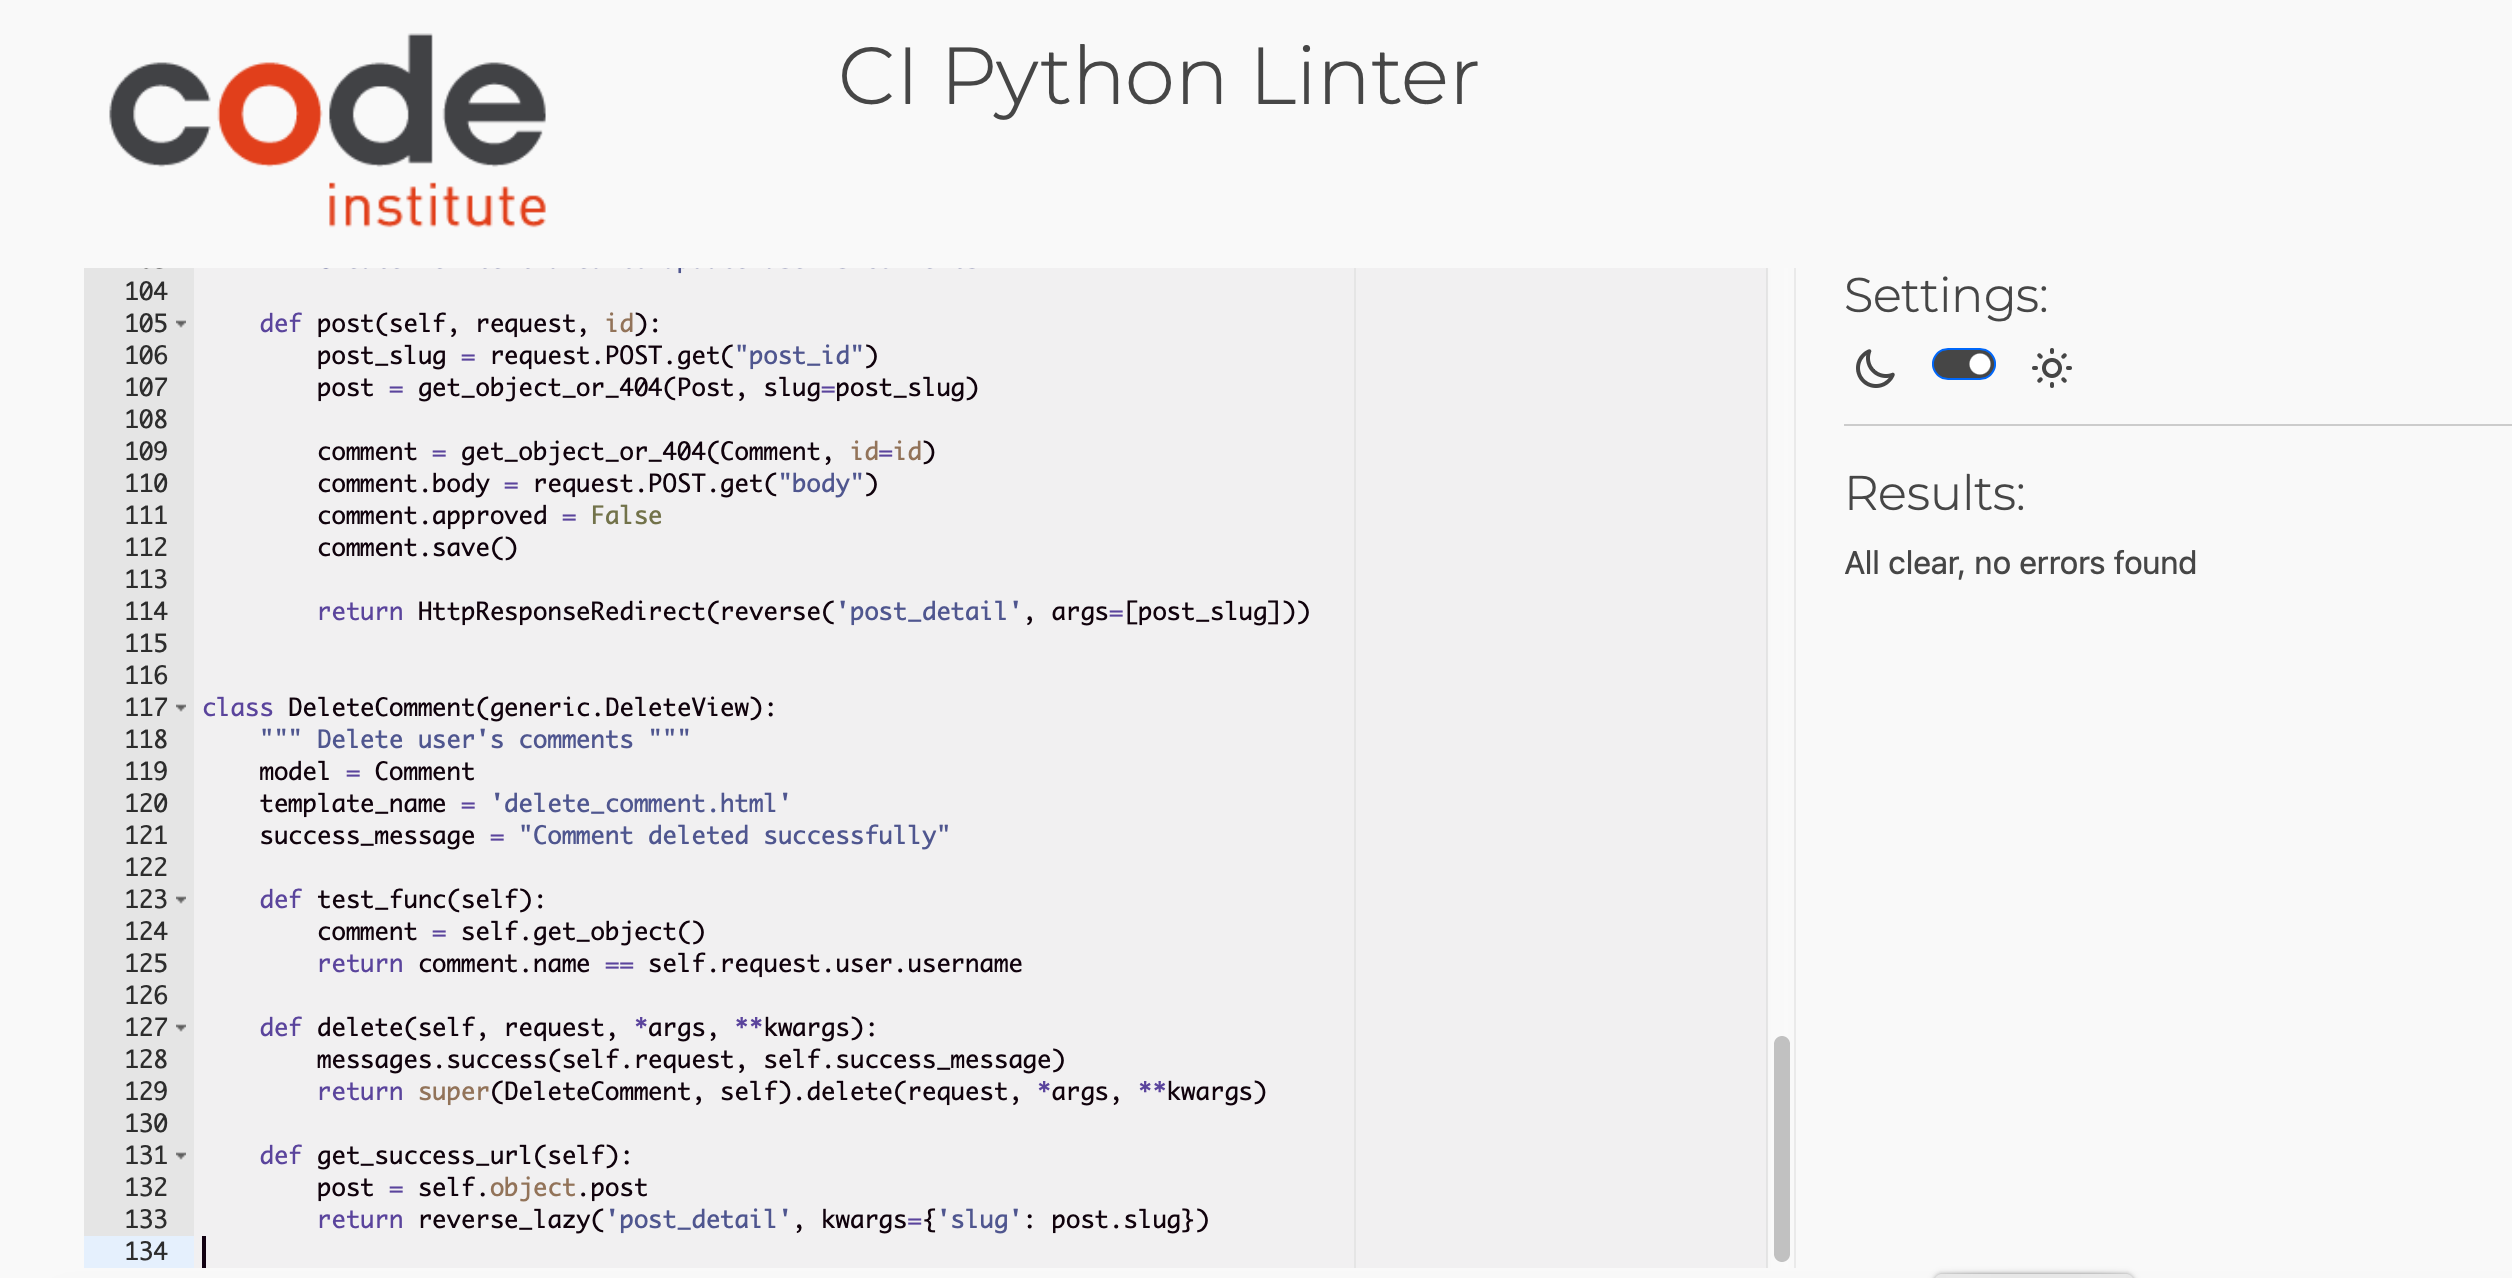 code
institute
CI Python Linter
104
105 def post(self, request, id):
106 post_slug = request.POST.get("post_id")
107 post = get_object_or_404(Post, slug=post_slug)
108
109 comment = get_object_or_404(Comment, id=id)
110 comment.body = request.POST.get("body")
111 comment.approved = False
112 comment.save()
113
114 return HttpResponseRedirect(reverse('post_detail', args=[post_slug]))
115
116
117 class DeleteComment(generic.DeleteView):
118 """ Delete user's comments """
119 model = Comment
120 template_name = 'delete_comment.html'
121 success_message = "Comment deleted successfully"
122
123 def test_func(self):
124 comment = self.get_object()
125 return comment.name == self.request.user.username
126
127 def delete(self, request, *args, **kwargs):
128 messages.success(self.request, self.success_message)
129 return super(DeleteComment, self).delete(request, *args, **kwargs)
130
131 def get_success_url(self):
132 post = self.object.post
133 return reverse_lazy('post_detail', kwargs={'slug': post.slug})
134
Settings:
Results:
All clear, no errors found